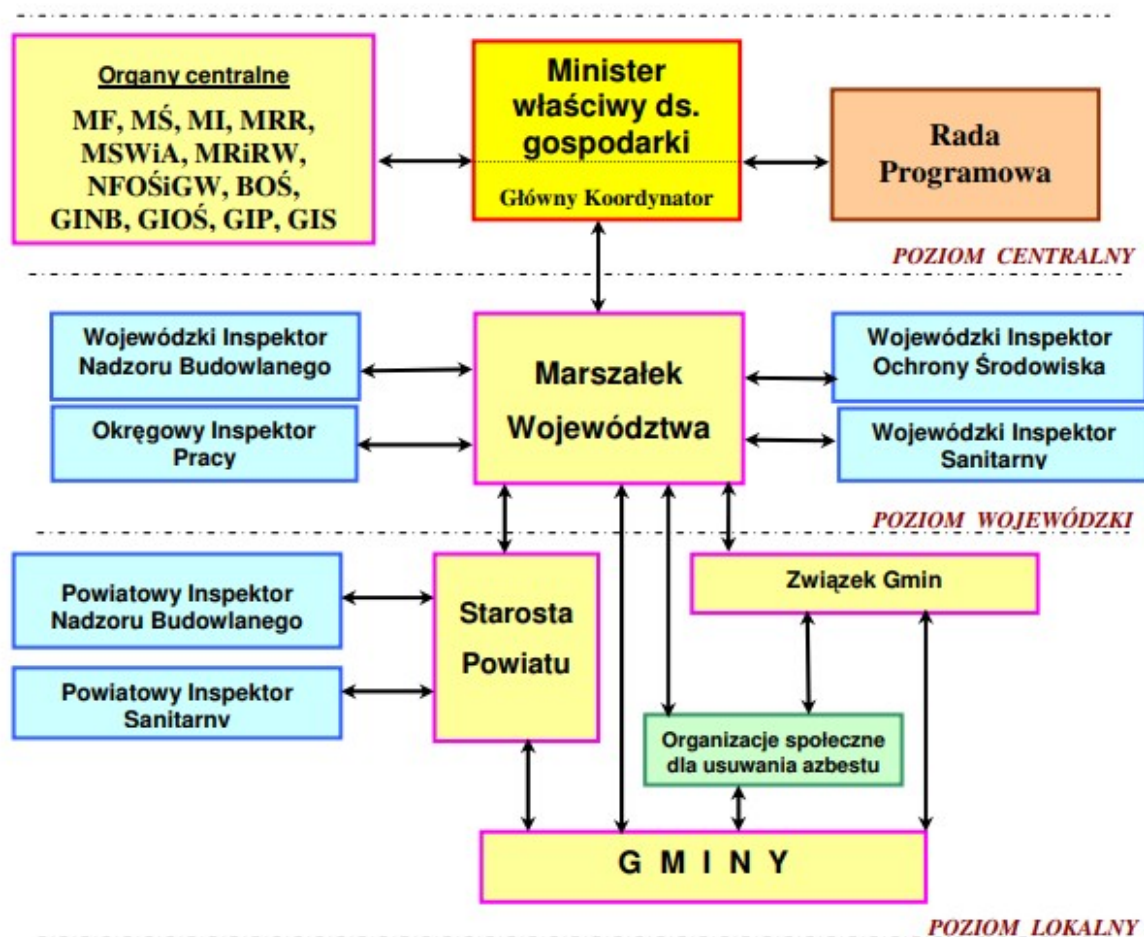 Organy centralne
MF, MŚ, MI, MRR,
MSWiA, MRiRW,
NFOŚiGW, BOŚ,
GINB, GIOŚ, GIP, GIS
Minister
właściwy ds.
gospodarki
Główny Koordynator
Rada
Programowa
POZIOM CENTRALNY
Wojewódzki Inspektor
Nadzoru Budowlanego
Okręgowy Inspektor
Pracy
Marszałek
Województwa
Wojewódzki Inspektor
Ochrony Środowiska
Wojewódzki Inspektor
Sanitarny
POZIOM WOJEWÓDZKI
Powiatowy Inspektor
Nadzoru Budowlanego
Powiatowy Inspektor
Sanitarny
Starosta
Powiatu
Związek Gmin
Organizacje społeczne
dla usuwania azbestu
G M I N Y
POZIOM LOKALNY